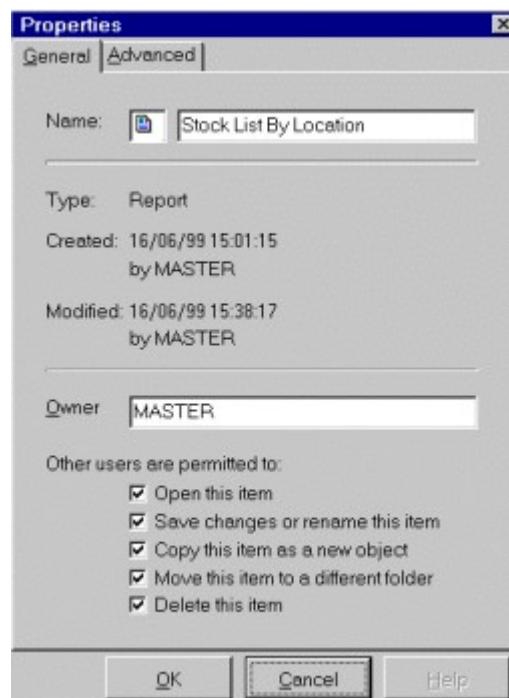 Properties
General Advanced
Name: Stock List By Location
Type: Report
Created: 16/06/99 15:01:15
by MASTER
Modified: 16/06/99 15:38:17
by MASTER
Owner MASTER
Other users are permitted to:
Open this item
Save changes or rename this item
Copy this item as a new object
Move this item to a different folder
Delete this item
OK Cancel Help